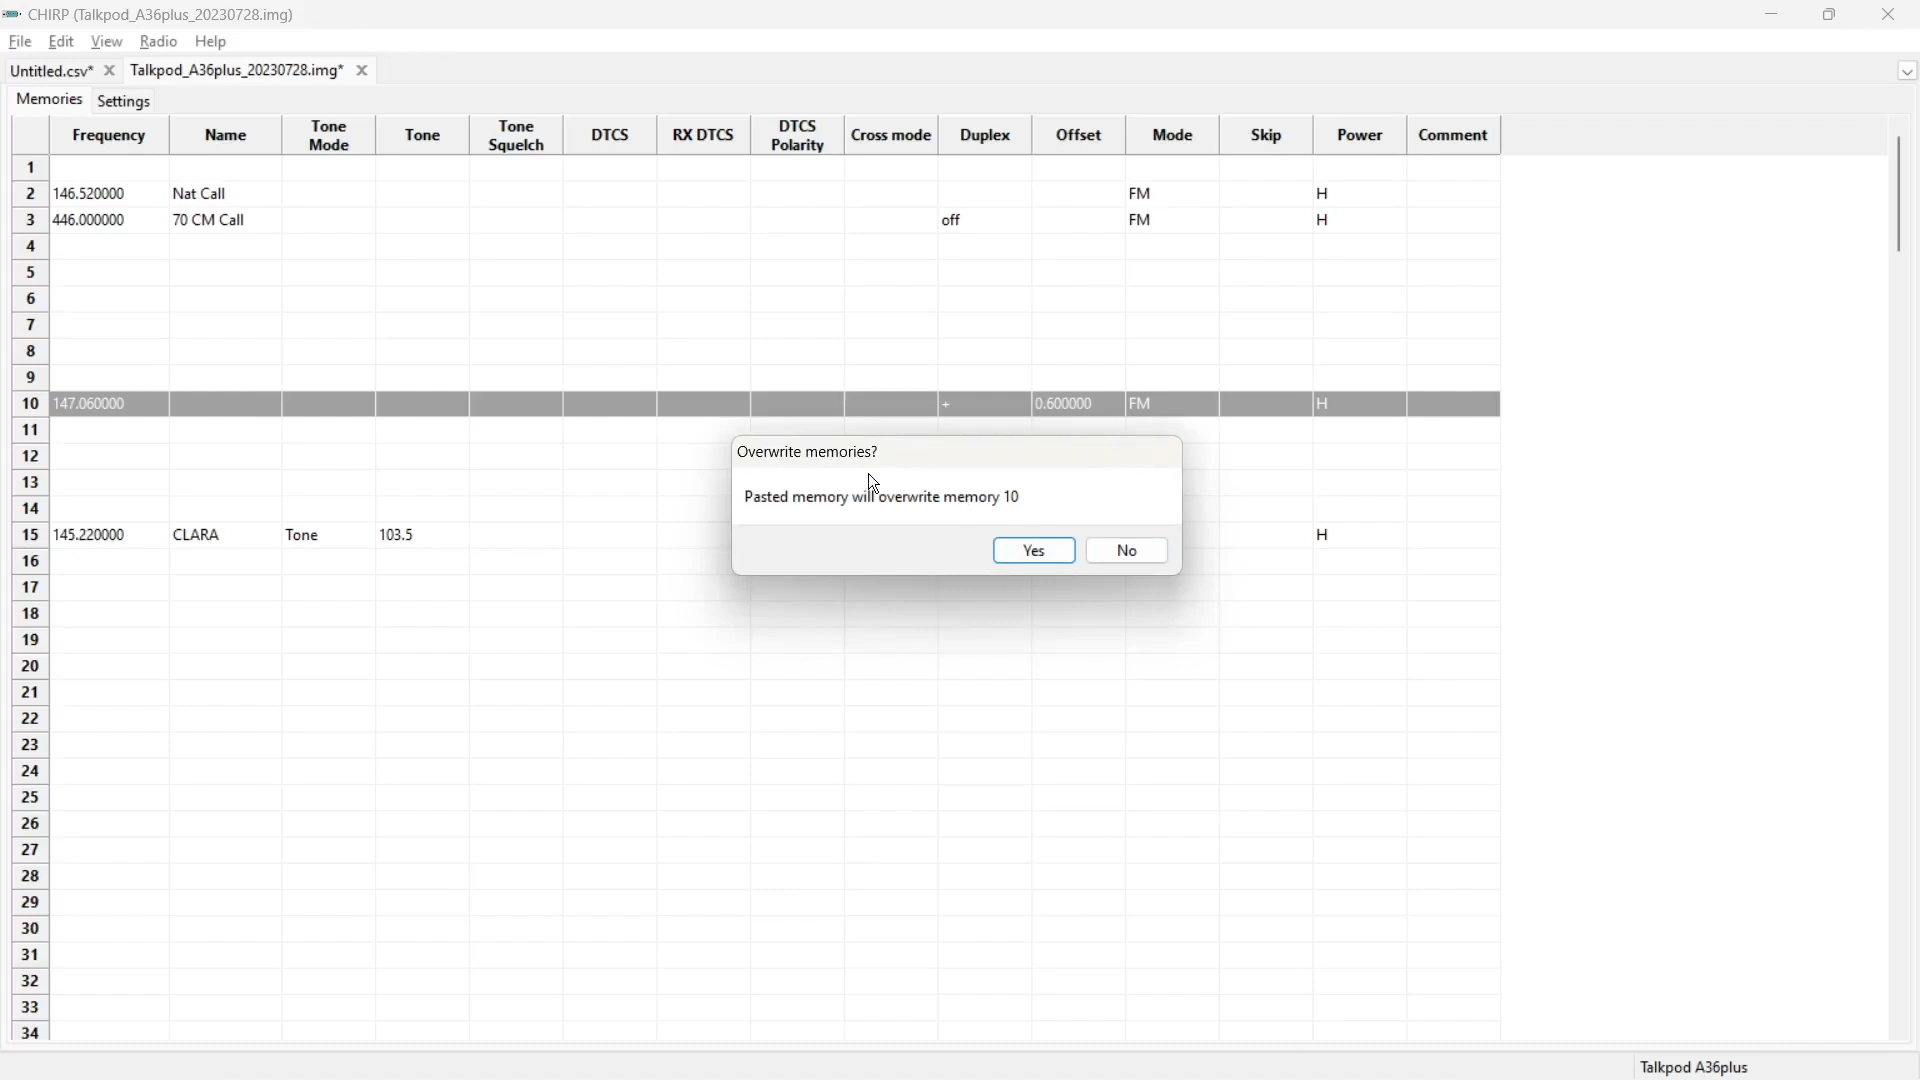 CHIRP (Talkpod_A36plus_20230728.img)
File Edit View Radio Help
Untitled.csv* Talkpod_A36plus_20230728.img*
Memories Settings
Frequency Name Tone Mode Tone Tone Squelch DTCS RX DTCS DTCS Polarity Cross mode Duplex Offset Mode Skip Power Comment
1
2 146.520000 Nat Call FM H
3 446.000000 70 CM Call off FM H
4
5
6
7
8
9
10 147.060000 + 0.600000 FM H
11
12
13
14
15 145.220000 CLARA Tone 103.5 H
16
17
18
19
20
21
22
23
24
25
26
27
28
29
30
31
32
33
34
Overwrite memories?
Pasted memory will overwrite memory 10
Yes No
Talkpod A36plus